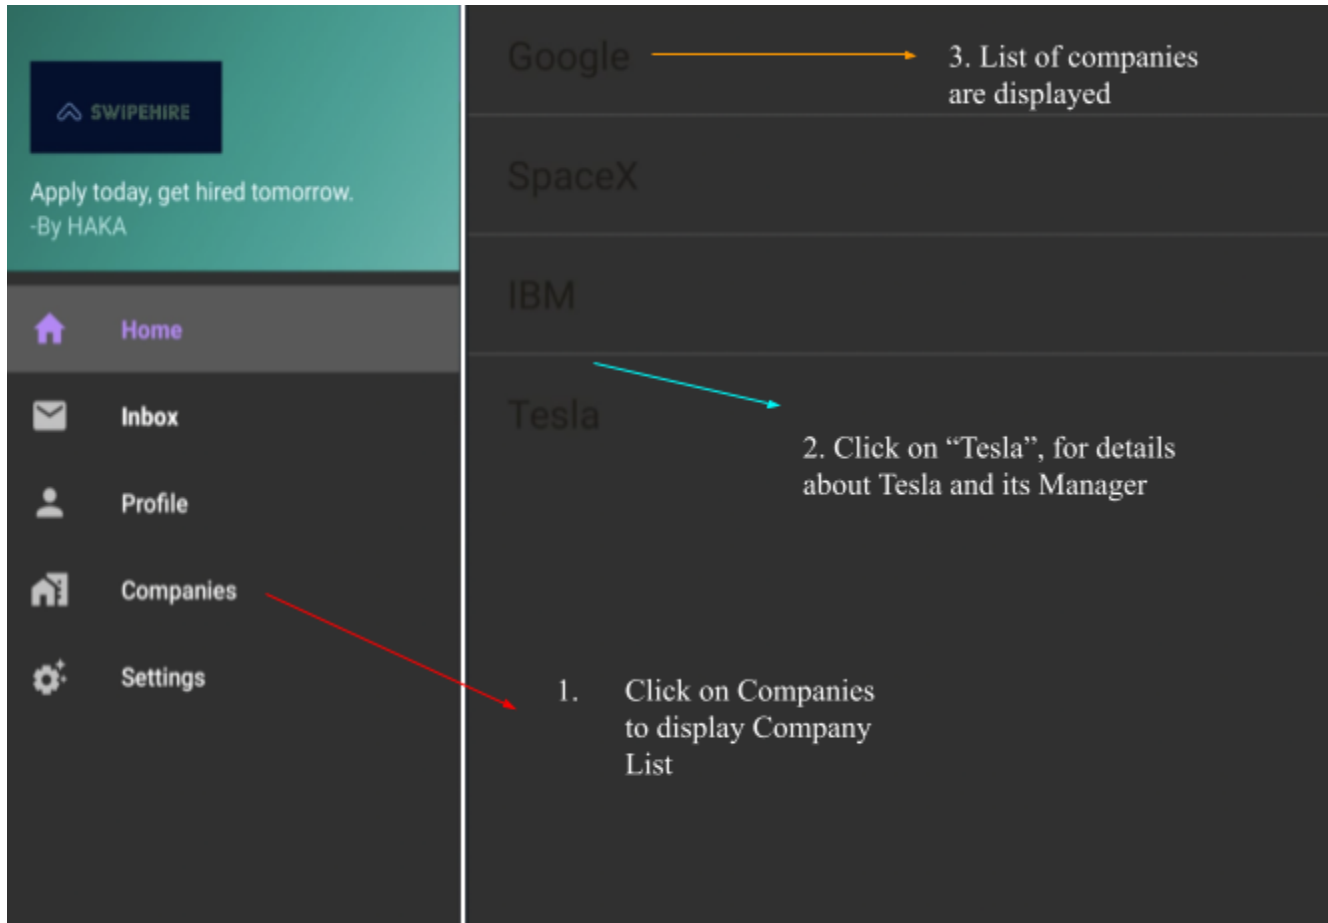 SWIPEHIRE
Apply today, get hired tomorrow.
-By HAKA
Home
Inbox
Profile
Companies
Settings
Google
3. List of companies
are displayed
SpaceX
IBM
Tesla
2. Click on “Tesla”, for details
about Tesla and its Manager
1. Click on Companies
to display Company
List